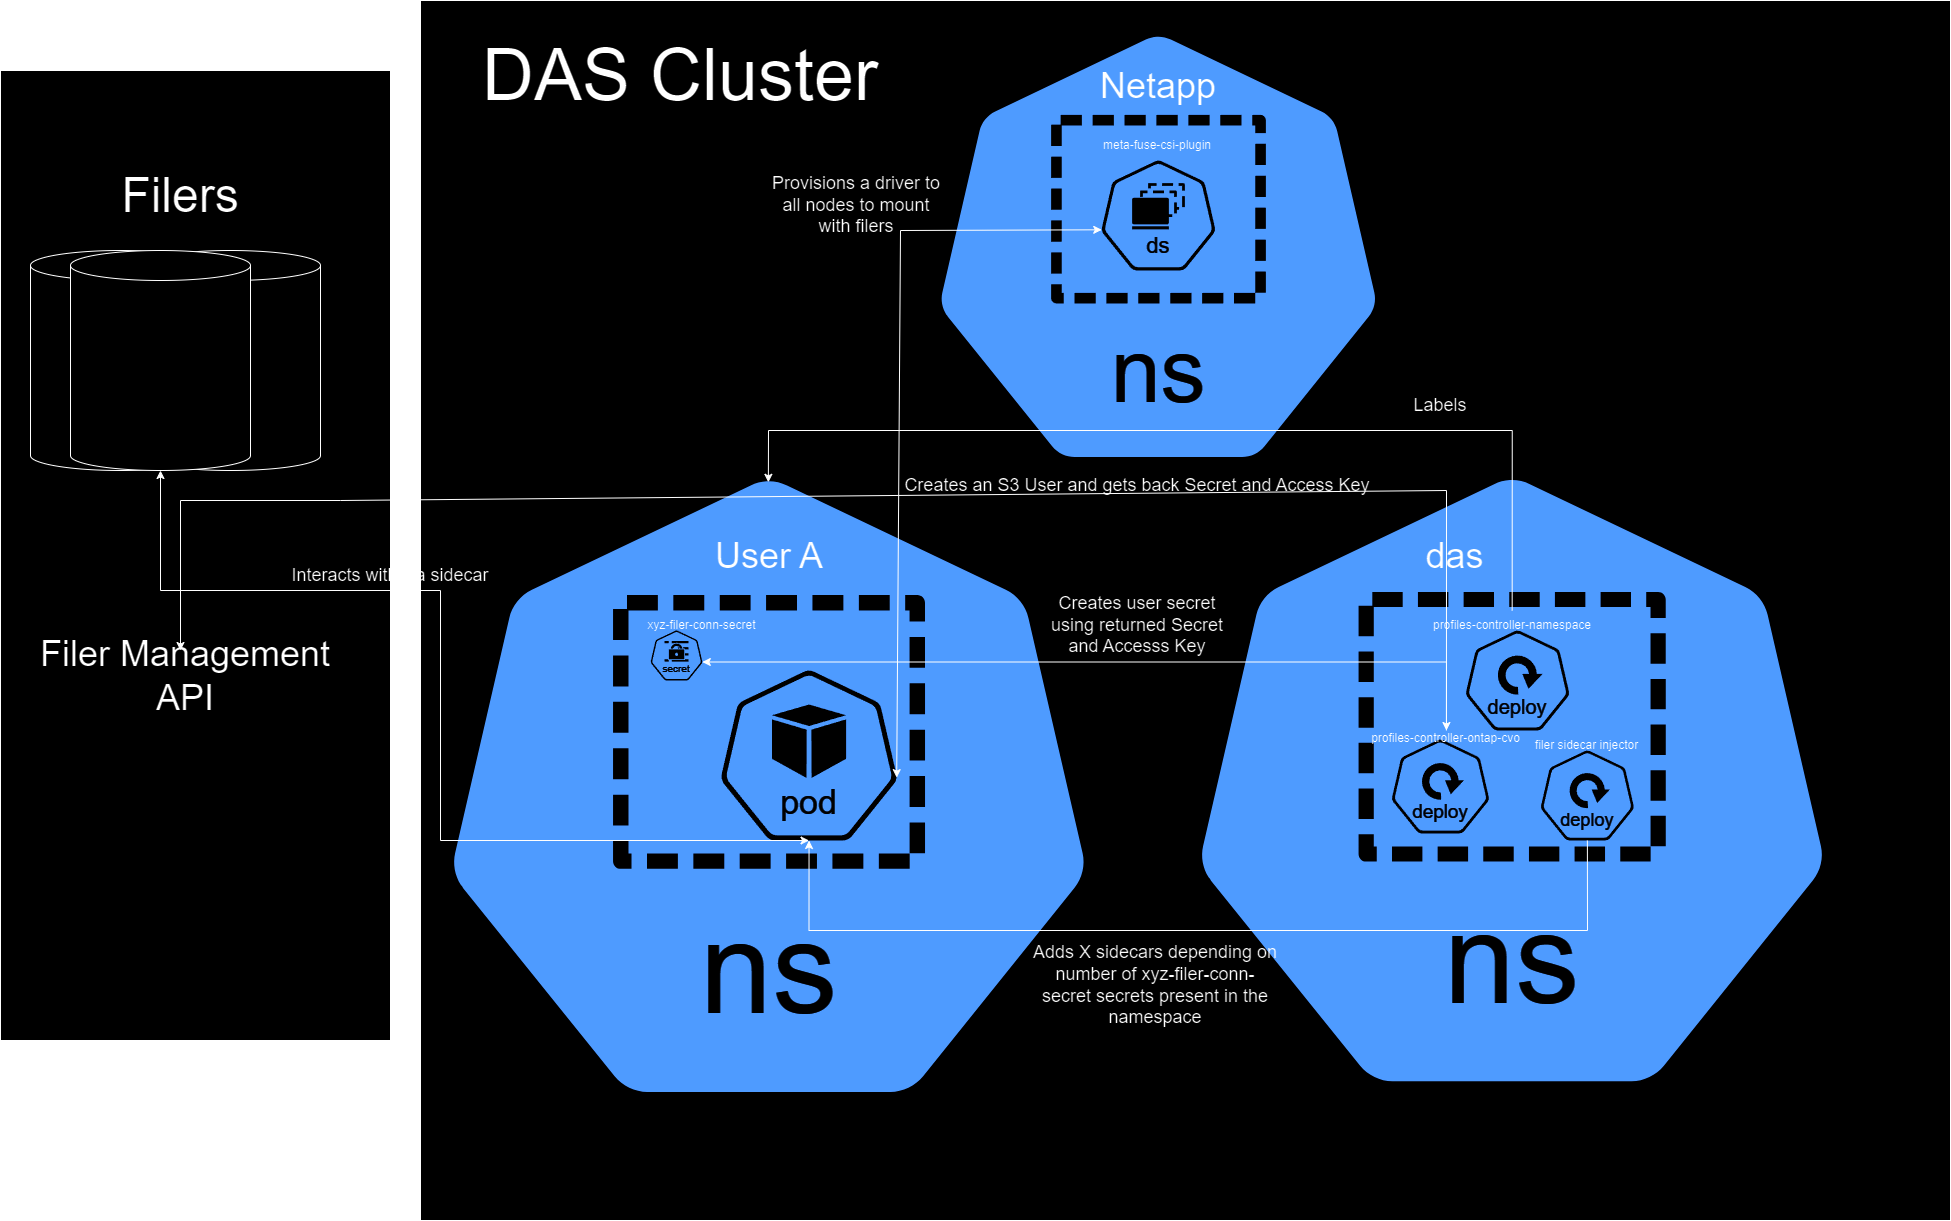 DAS Cluster
Netapp
meta-fuse-csi-plugin
ds
ns
Provisions a driver to
all nodes to mount
with filers
Filers
Labels
Creates an S3 User and gets back Secret and Access Key
Interacts with a sidecar
Filer Management
API
User A
xyz-filer-conn-secret
secret
pod
ns
Creates user secret
using returned Secret
and Accesss Key
das
profiles-controller-namespace
deploy
profiles-controller-ontap-cvo
deploy
filer sidecar injector
deploy
ns
Adds X sidecars depending on
number of xyz-filer-conn-
secret secrets present in the
namespace